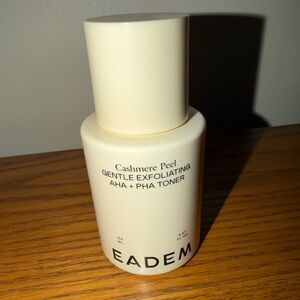 Cashmere Peel
GENTLE EXFOLIATING
AHA + PHA TONER
EADEM